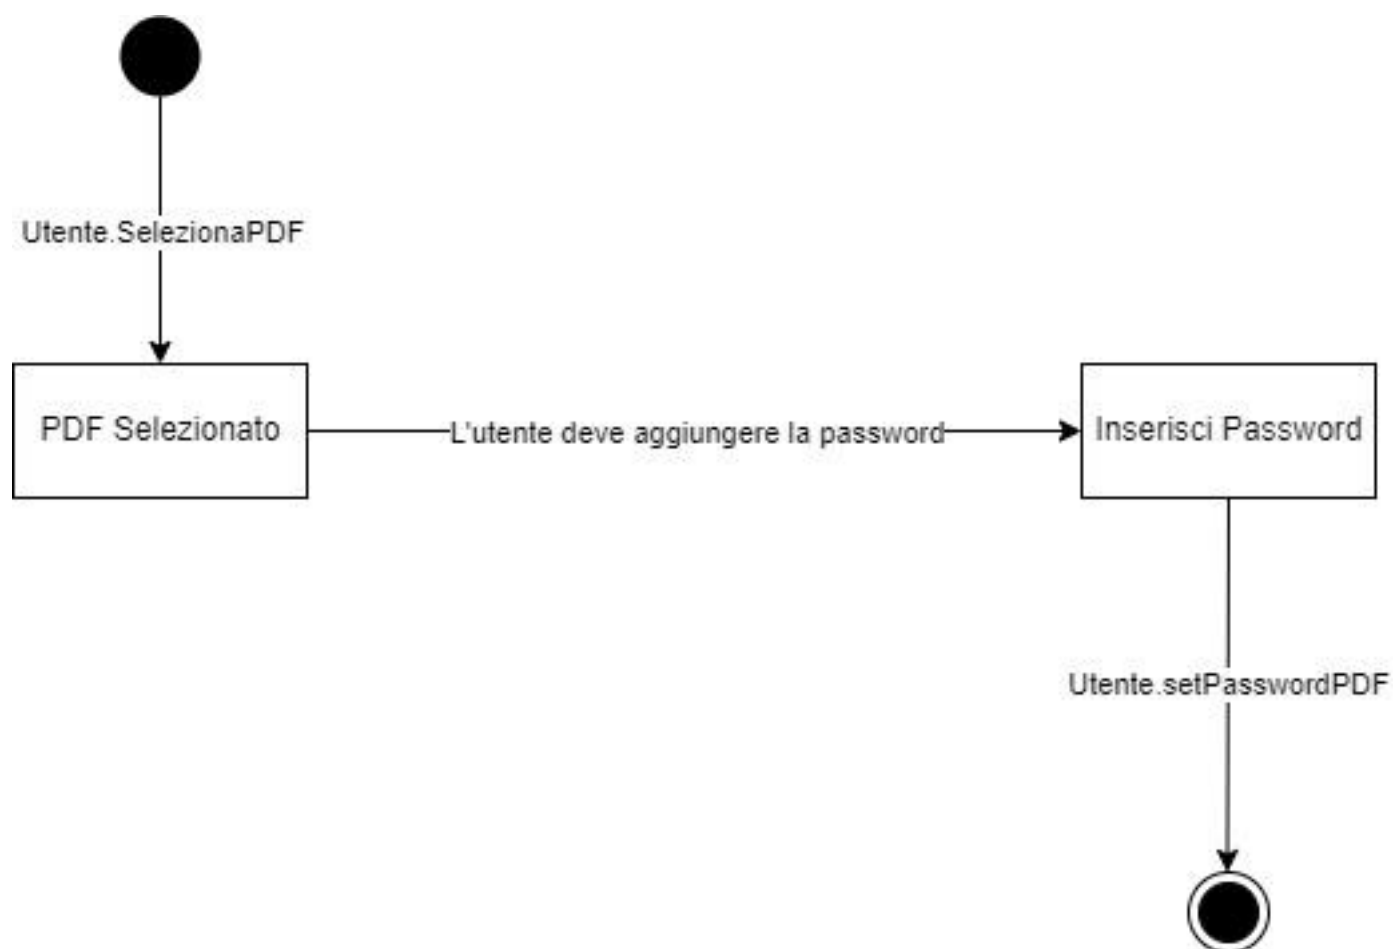 Utente.SelezionaPDF
PDF Selezionato
L'utente deve aggiungere la password
Inserisci Password
Utente.setPasswordPDF